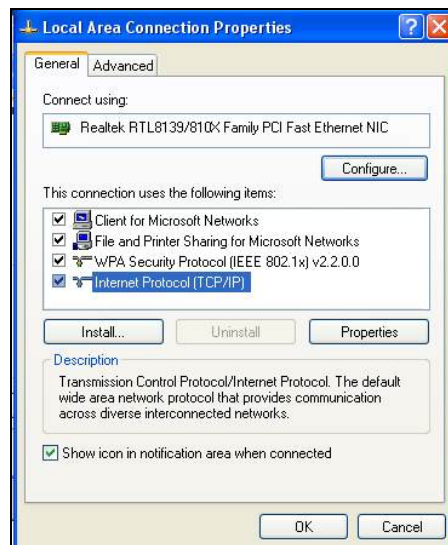 Local Area Connection Properties
General
Advanced
Connect using:
Realtek RTL8139/810X Family PCI Fast Ethernet NIC
Configure...
This connection uses the following items:
Client for Microsoft Networks
File and Printer Sharing for Microsoft Networks
WPA Security Protocol (IEEE 802.1x) v2.2.0.0
Internet Protocol (TCP/IP)
Install...
Uninstall
Properties
Description
Transmission Control Protocol/Internet Protocol. The default
wide area network protocol that provides communication
across diverse interconnected networks.
Show icon in notification area when connected
OK
Cancel